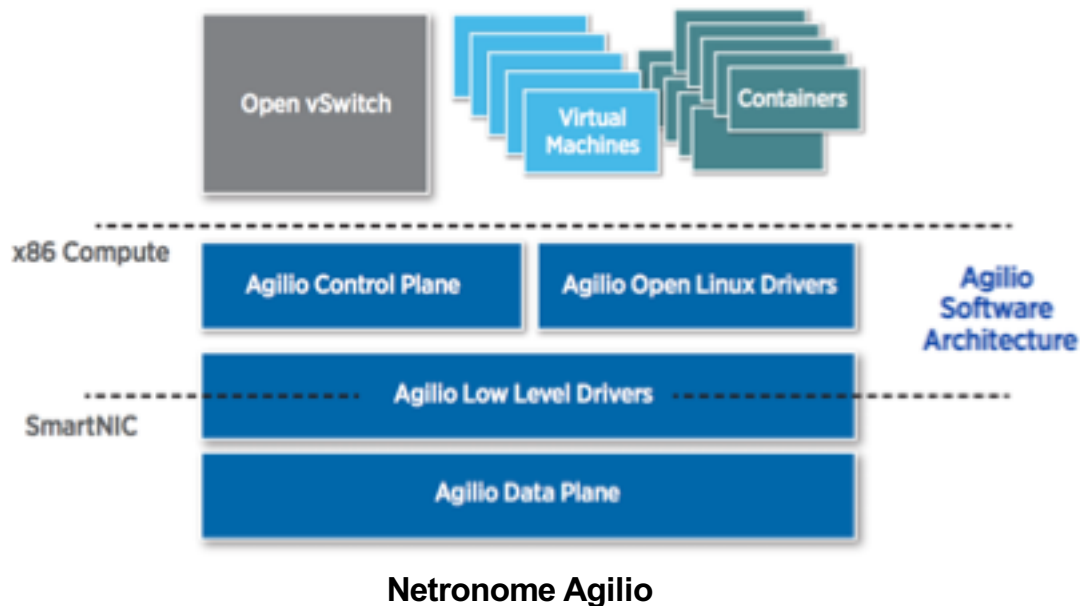 Open vSwitch
Virtual
Machines
Containers
x86 Compute
Agilio Control Plane
Agilio Open Linux Drivers
Agilio
Software
Architecture
Agilio Low Level Drivers
SmartNIC
Agilio Data Plane
Netronome Agilio